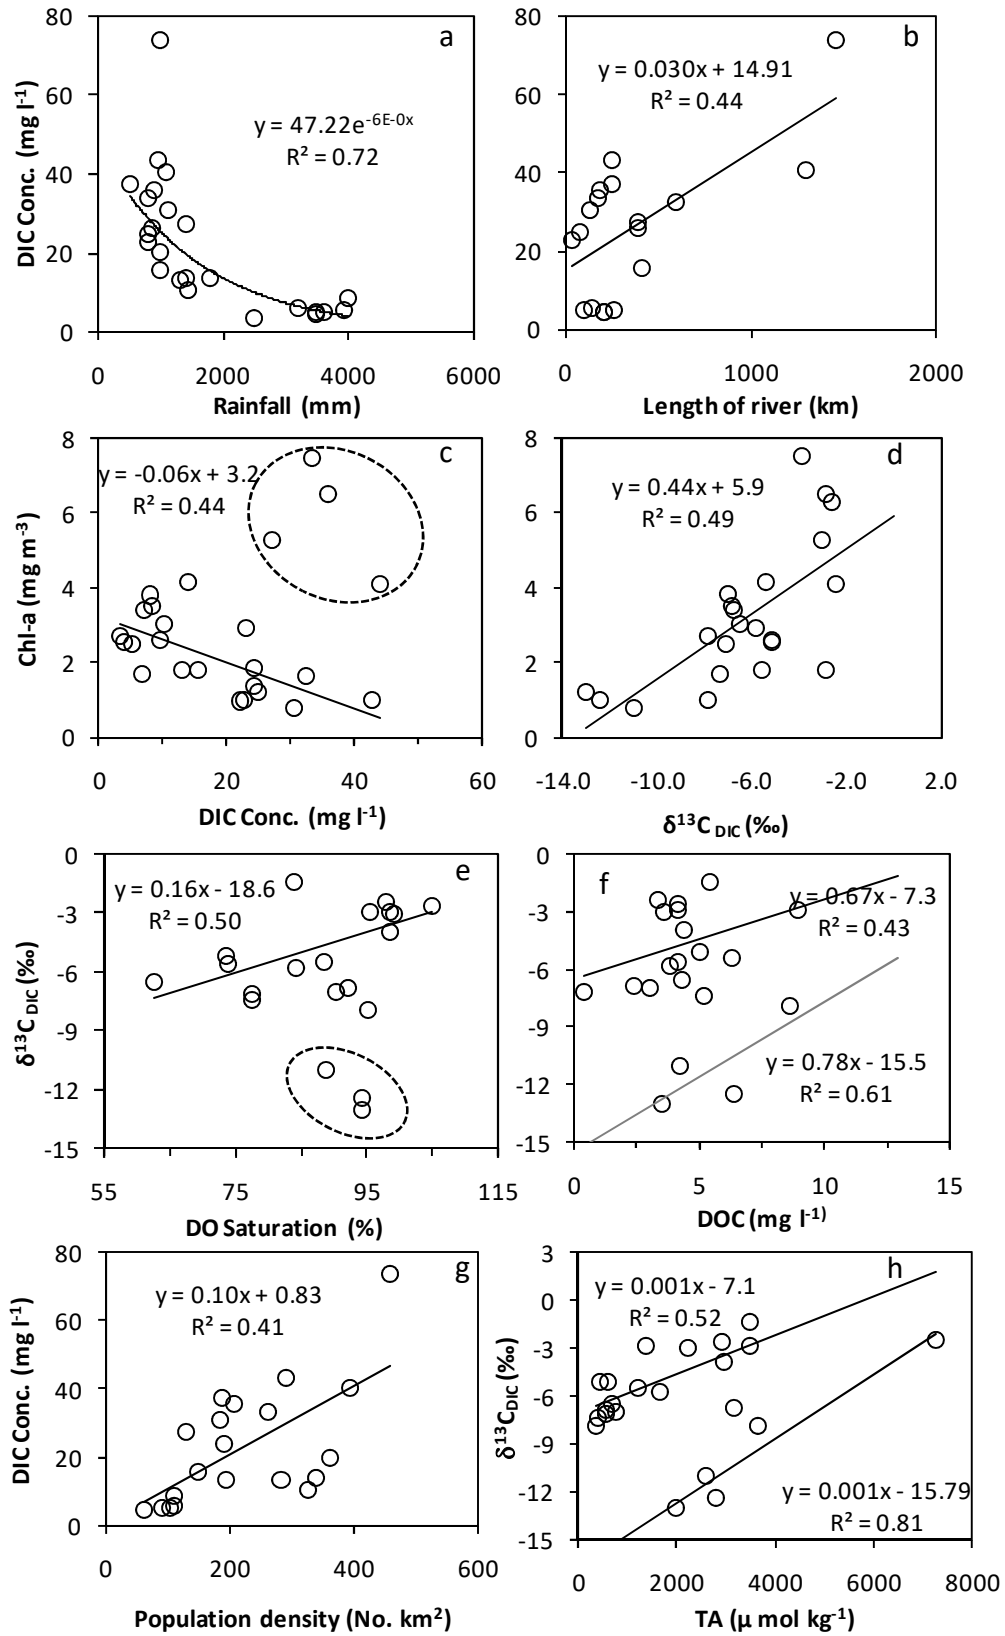 a
80
60
40
20
0
DIC Conc. (mg l⁻¹)
y = 47.22e^-6E-0x
R² = 0.72
0 2000 4000 6000
Rainfall (mm)
b
80
60
40
20
0
y = 0.030x + 14.91
R² = 0.44
0 1000 2000
Length of river (km)
c
8
6
4
2
0
Chl-a (mg m⁻³)
y = -0.06x + 3.2
R² = 0.44
0 20 40 60
DIC Conc. (mg l⁻¹)
d
y = 0.44x + 5.9
R² = 0.49
-14.0 -10.0 -6.0 -2.0 2.0
δ¹³C DIC (‰)
e
0
-3
-6
-9
-12
-15
δ¹³C DIC (‰)
y = 0.16x - 18.6
R² = 0.50
55 75 95 115
DO Saturation (%)
f
0
-3
-6
-9
-12
-15
y = 0.67x - 7.3
R² = 0.43
y = 0.78x - 15.5
R² = 0.61
0 5 10 15
DOC (mg l⁻¹)
g
80
60
40
20
0
DIC Conc. (mg l⁻¹)
y = 0.10x + 0.83
R² = 0.41
0 200 400 600
Population density (No. km²)
h
3
0
-3
-6
-9
-12
-15
δ¹³C DIC (‰)
y = 0.001x - 7.1
R² = 0.52
y = 0.001x - 15.79
R² = 0.81
0 2000 4000 6000 8000
TA (µ mol kg⁻¹)